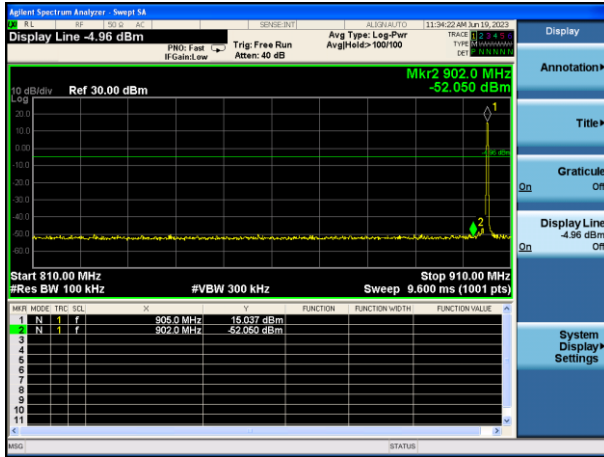 Agilent Spectrum Analyzer - Swept SA
RL RF 50 Ω AC SENSE:INT ALIGNAUTO 11:34:22 AM Jun 19, 2023
Display Line -4.96 dBm
PNO: Fast
IFGain:Low
Trig: Free Run
Atten: 40 dB
Avg Type: Log-Pwr
Avg|Hold:>100/100
TRACE 1 2 3 4 5 6
TYPE M WWWWW
DET P NNNNN
Mkr2 902.0 MHz
-52.050 dBm
10 dB/div Ref 30.00 dBm
Log
20.0
10.0
0.00
-10.0
-20.0
-30.0
-40.0
-50.0
-60.0
1
-4.96 dBm
2
Start 810.00 MHz Stop 910.00 MHz
#Res BW 100 kHz #VBW 300 kHz Sweep 9.600 ms (1001 pts)
MKR MODE TRC SCL X Y FUNCTION FUNCTION WIDTH FUNCTION VALUE
1 N 1 f 905.0 MHz 15.037 dBm
2 N 1 f 902.0 MHz -52.050 dBm
3
4
5
6
7
8
9
10
11
MSG STATUS
Display
Annotation
Title
Graticule
On Off
Display Line
-4.96 dBm
On Off
System
Display
Settings